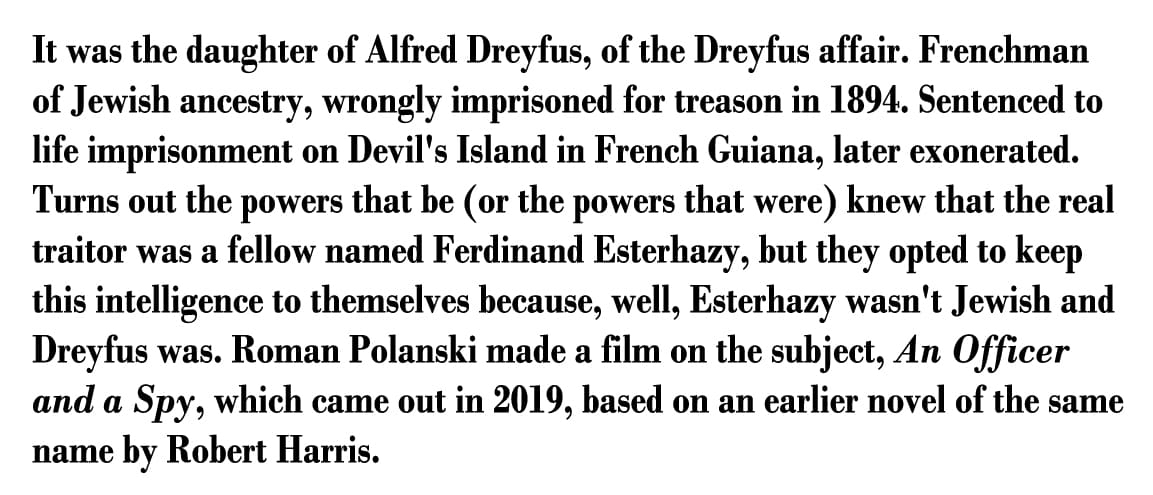 It was the daughter of Alfred Dreyfus, of the Dreyfus affair. Frenchman
of Jewish ancestry, wrongly imprisoned for treason in 1894. Sentenced to
life imprisonment on Devil's Island in French Guiana, later exonerated.
Turns out the powers that be (or the powers that were) knew that the real
traitor was a fellow named Ferdinand Esterhazy, but they opted to keep
this intelligence to themselves because, well, Esterhazy wasn't Jewish and
Dreyfus was. Roman Polanski made a film on the subject, An Officer
and a Spy, which came out in 2019, based on an earlier novel of the same
name by Robert Harris.